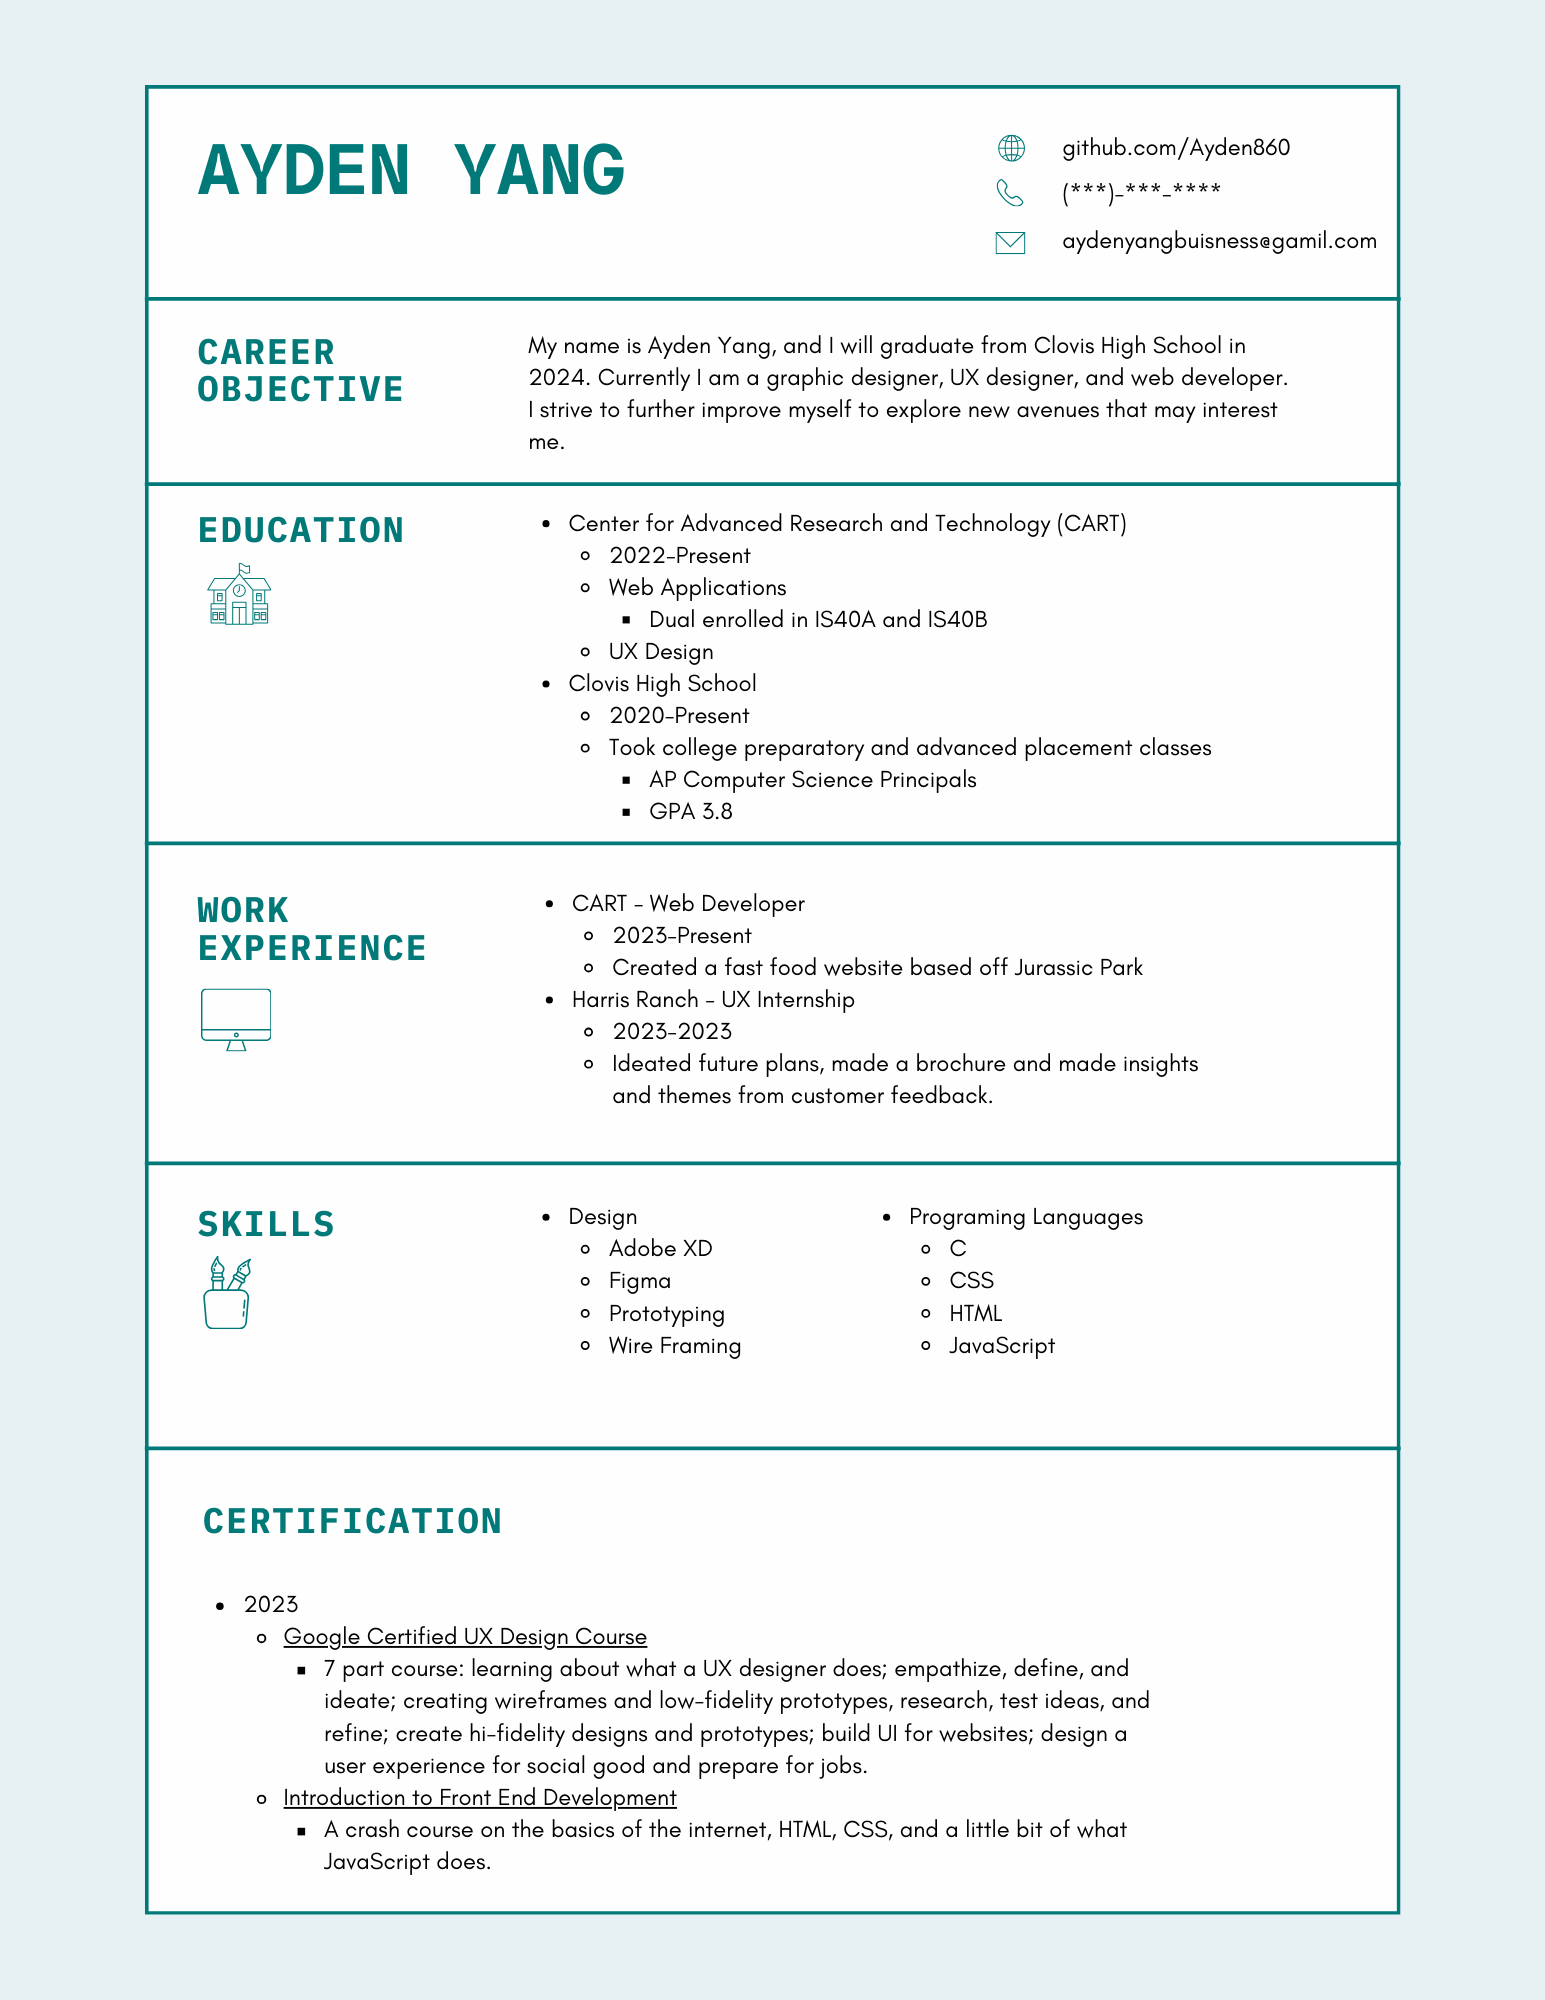 AYDEN YANG
github.com/Ayden860
(***)-***-****
aydenyangbuisness@gamil.com
CAREER
OBJECTIVE
My name is Ayden Yang, and I will graduate from Clovis High School in
2024. Currently I am a graphic designer, UX designer, and web developer.
I strive to further improve myself to explore new avenues that may interest
me.
EDUCATION
• Center for Advanced Research and Technology (CART)
◦ 2022-Present
◦ Web Applications
▪ Dual enrolled in IS40A and IS40B
◦ UX Design
• Clovis High School
◦ 2020-Present
◦ Took college preparatory and advanced placement classes
▪ AP Computer Science Principals
▪ GPA 3.8
WORK
EXPERIENCE
• CART - Web Developer
◦ 2023-Present
◦ Created a fast food website based off Jurassic Park
• Harris Ranch - UX Internship
◦ 2023-2023
◦ Ideated future plans, made a brochure and made insights
and themes from customer feedback.
SKILLS
• Design
◦ Adobe XD
◦ Figma
◦ Prototyping
◦ Wire Framing
• Programing Languages
◦ C
◦ CSS
◦ HTML
◦ JavaScript
CERTIFICATION
• 2023
◦ Google Certified UX Design Course
▪ 7 part course: learning about what a UX designer does; empathize, define, and
ideate; creating wireframes and low-fidelity prototypes, research, test ideas, and
refine; create hi-fidelity designs and prototypes; build UI for websites; design a
user experience for social good and prepare for jobs.
◦ Introduction to Front End Development
▪ A crash course on the basics of the internet, HTML, CSS, and a little bit of what
JavaScript does.